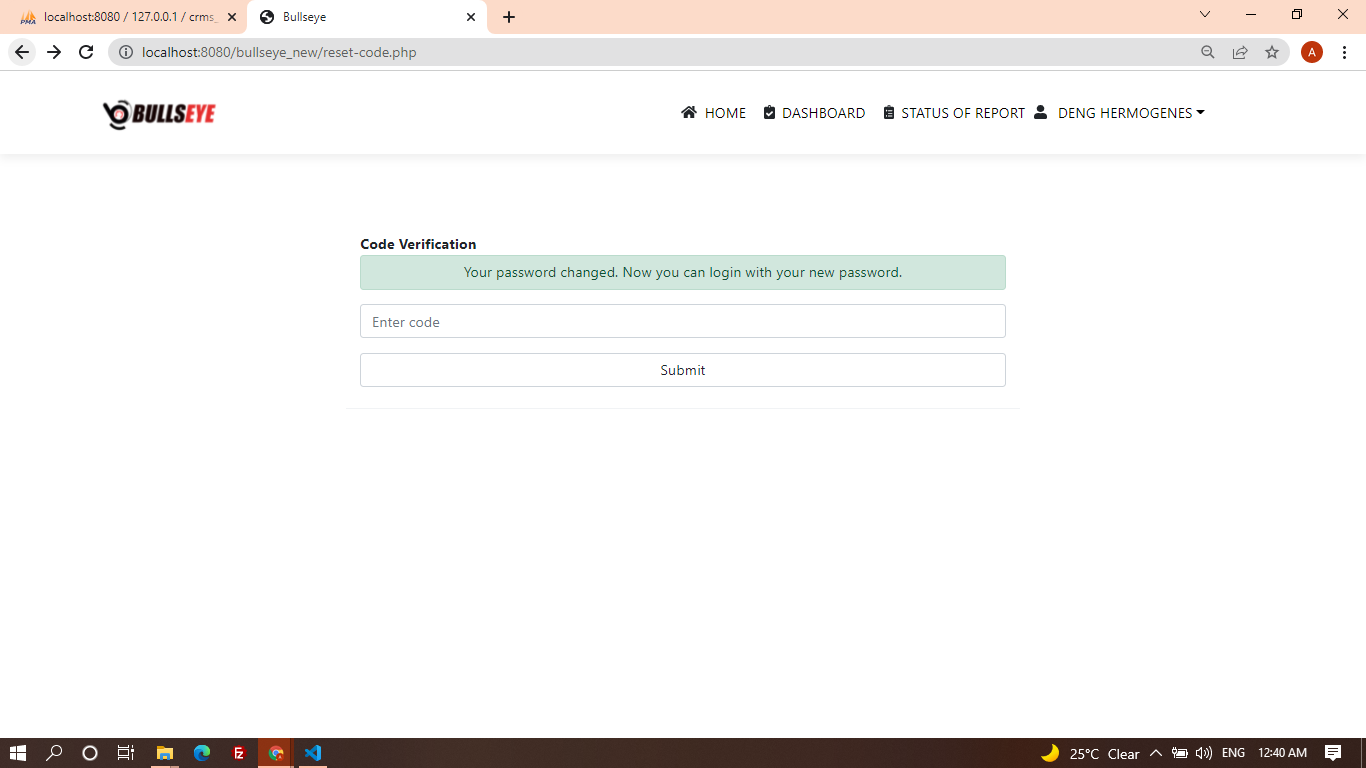 localhost:8080 / 127.0.0.1 / crms_
Bullseye
localhost:8080/bullseye_new/reset-code.php
A
BULLSEYE
HOME
DASHBOARD
STATUS OF REPORT
DENG HERMOGENES
Code Verification
Your password changed. Now you can login with your new password.
Enter code
Submit
25°C Clear
ENG
12:40 AM